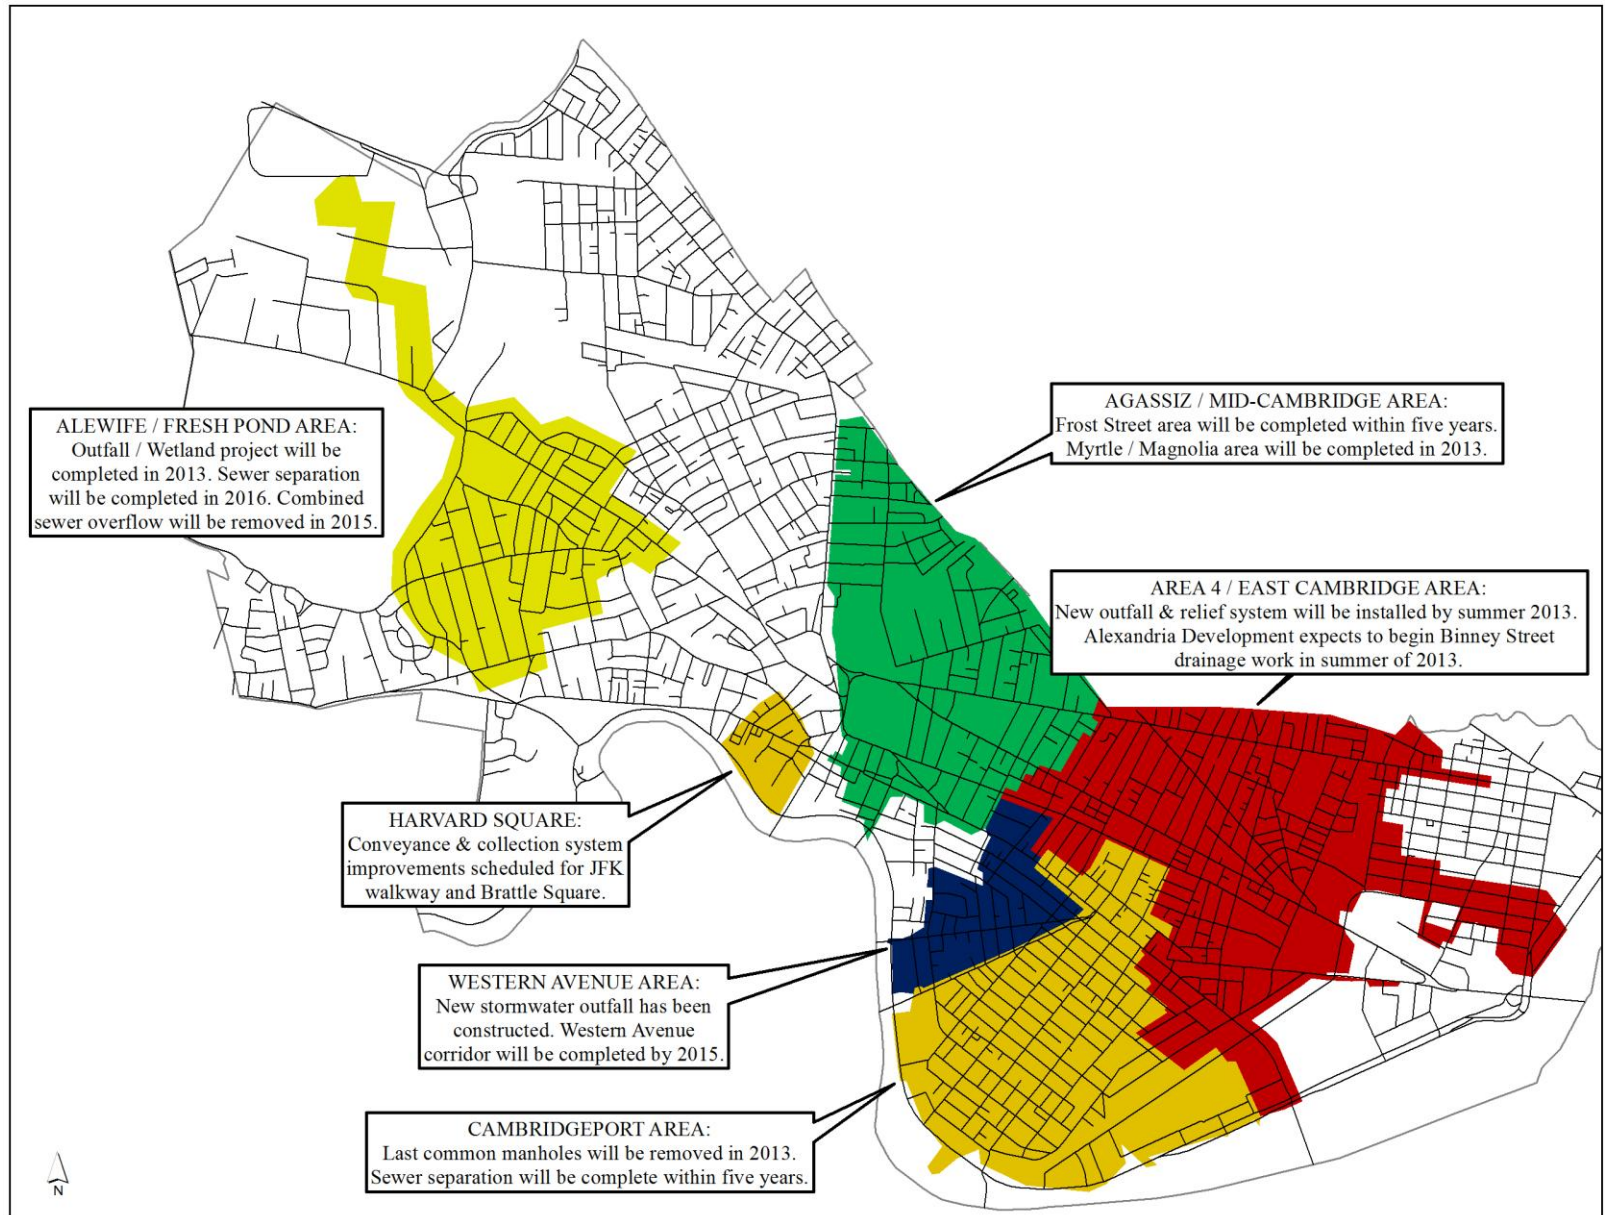 ALEWIFE / FRESH POND AREA:
Outfall / Wetland project will be
completed in 2013. Sewer separation
will be completed in 2016. Combined
sewer overflow will be removed in 2015.
AGASSIZ / MID-CAMBRIDGE AREA:
Frost Street area will be completed within five years.
Myrtle / Magnolia area will be completed in 2013.
AREA 4 / EAST CAMBRIDGE AREA:
New outfall & relief system will be installed by summer 2013.
Alexandria Development expects to begin Binney Street
drainage work in summer of 2013.
HARVARD SQUARE:
Conveyance & collection system
improvements scheduled for JFK
walkway and Brattle Square.
WESTERN AVENUE AREA:
New stormwater outfall has been
constructed. Western Avenue
corridor will be completed by 2015.
CAMBRIDGEPORT AREA:
Last common manholes will be removed in 2013.
Sewer separation will be complete within five years.
N